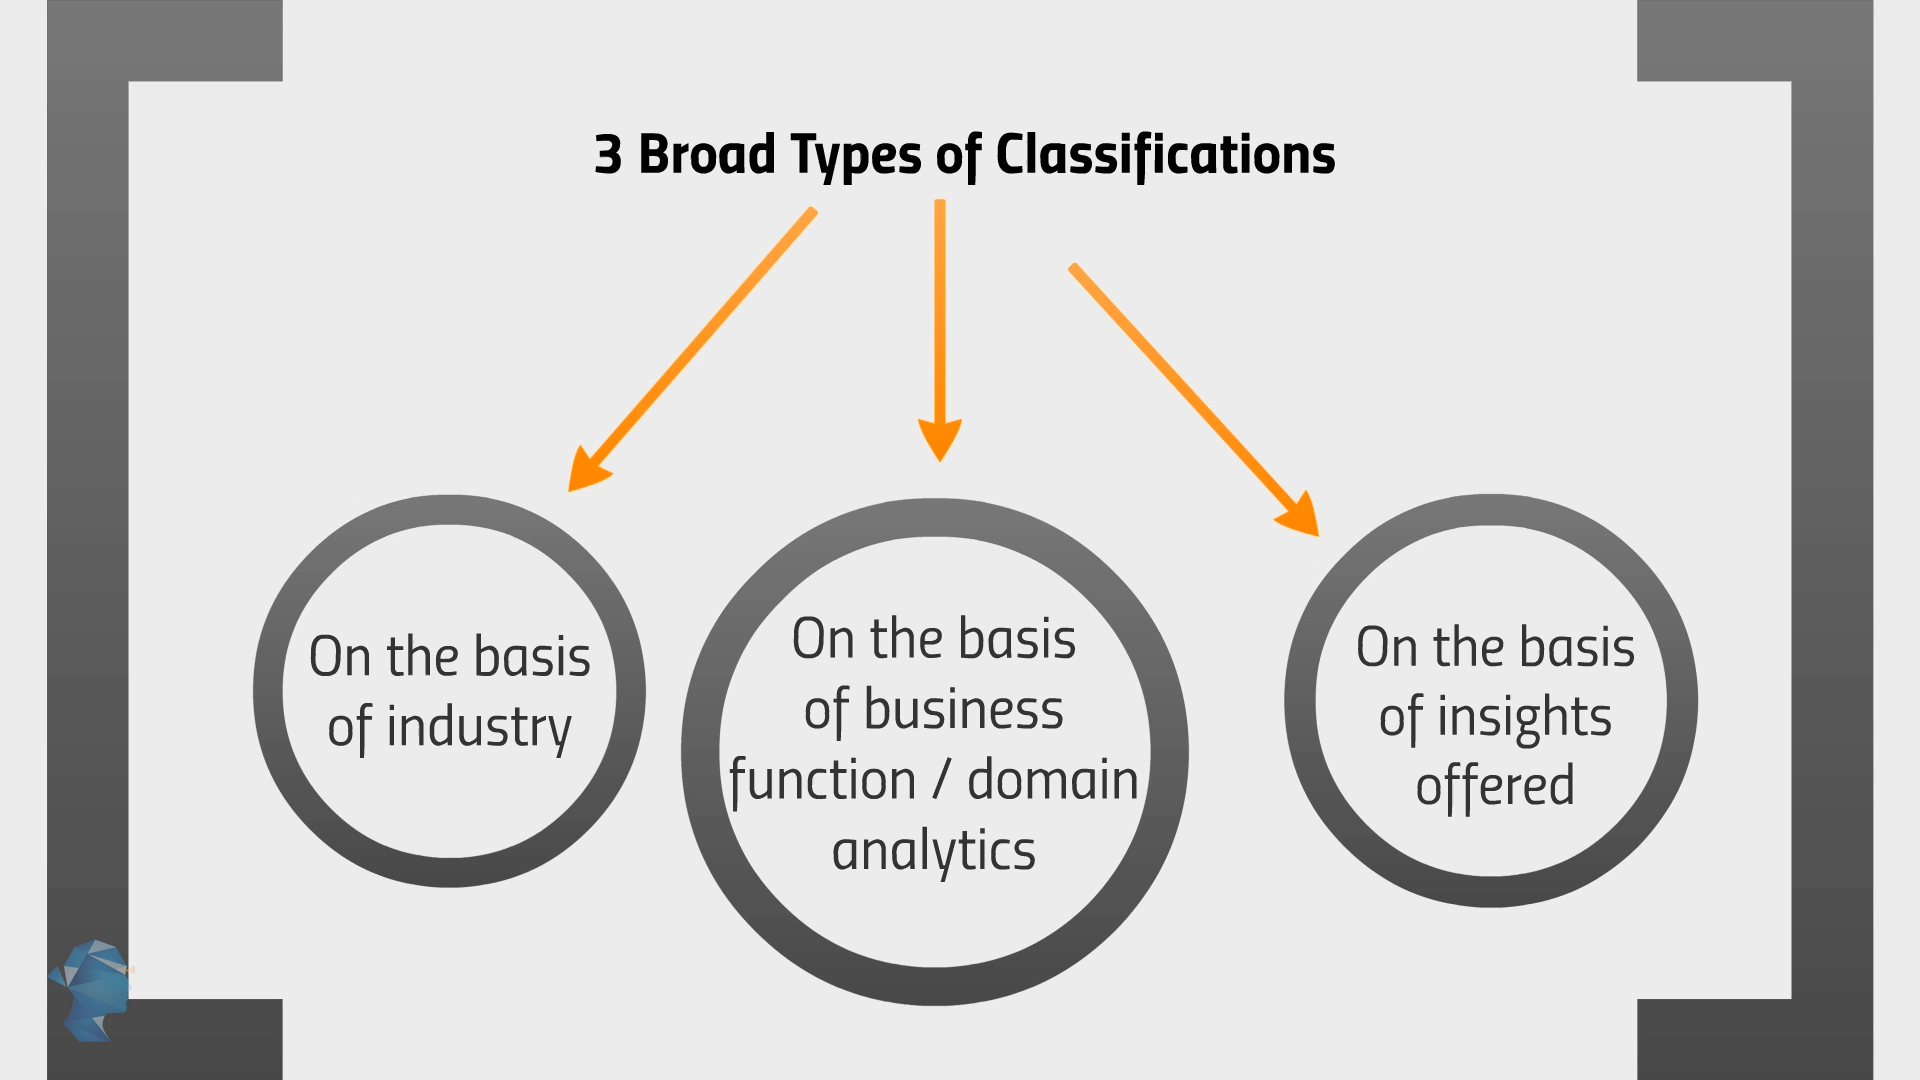 3 Broad Types of Classifications
On the basis
of industry
On the basis
of business
function / domain
analytics
On the basis
of insights
offered